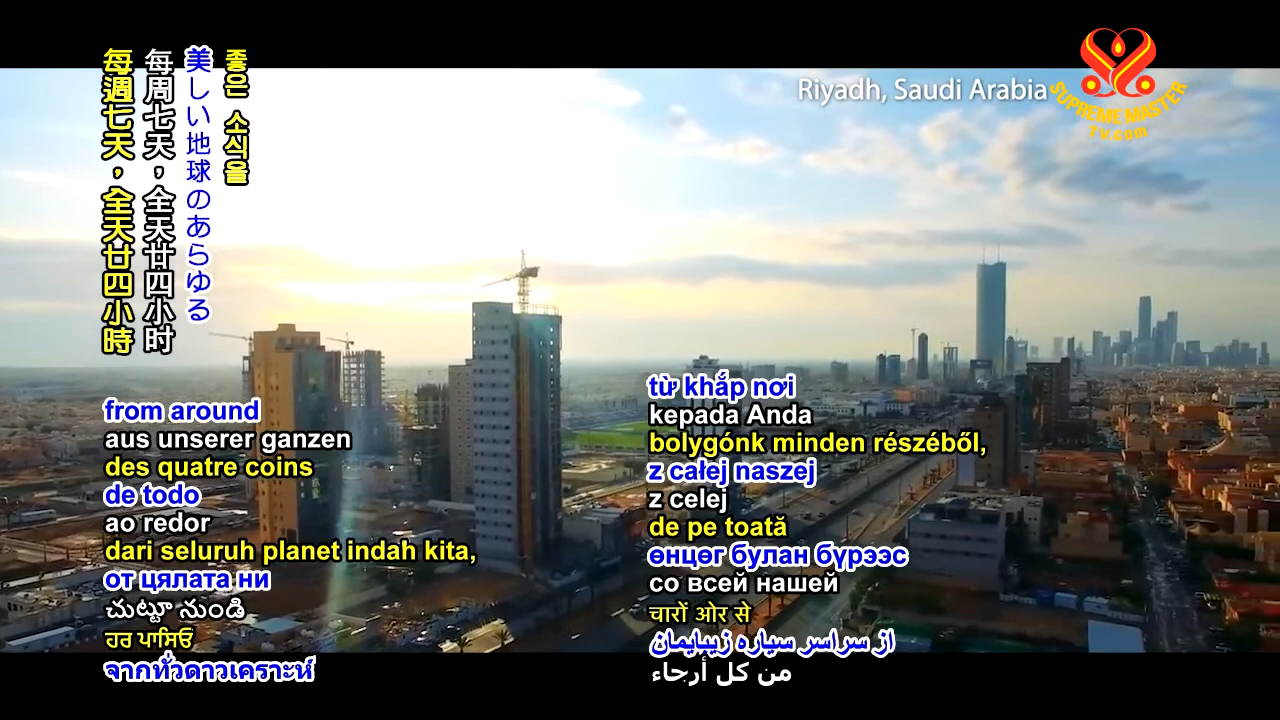 Riyadh, Saudi Arabia
SUPREME MASTER
TV.com
每週七天，全天廿四小時
每周七天，全天廿四小时
美しい地球のあらゆる
좋은 소식을
from around
aus unserer ganzen
des quatre coins
de todo
ao redor
dari seluruh planet indah kita,
от цялата ни
చుట్టూ నుండి
ਹਰ ਪਾਸਿਓ
จากทั่วดาวเคราะห์
từ khắp nơi
kepada Anda
bolygónk minden részéből,
z całej naszej
z celej
de pe toată
өнцөг булан бүрээс
со всей нашей
चारों ओर से
از سراسر سیاره زیبایمان
من كل أرجاء